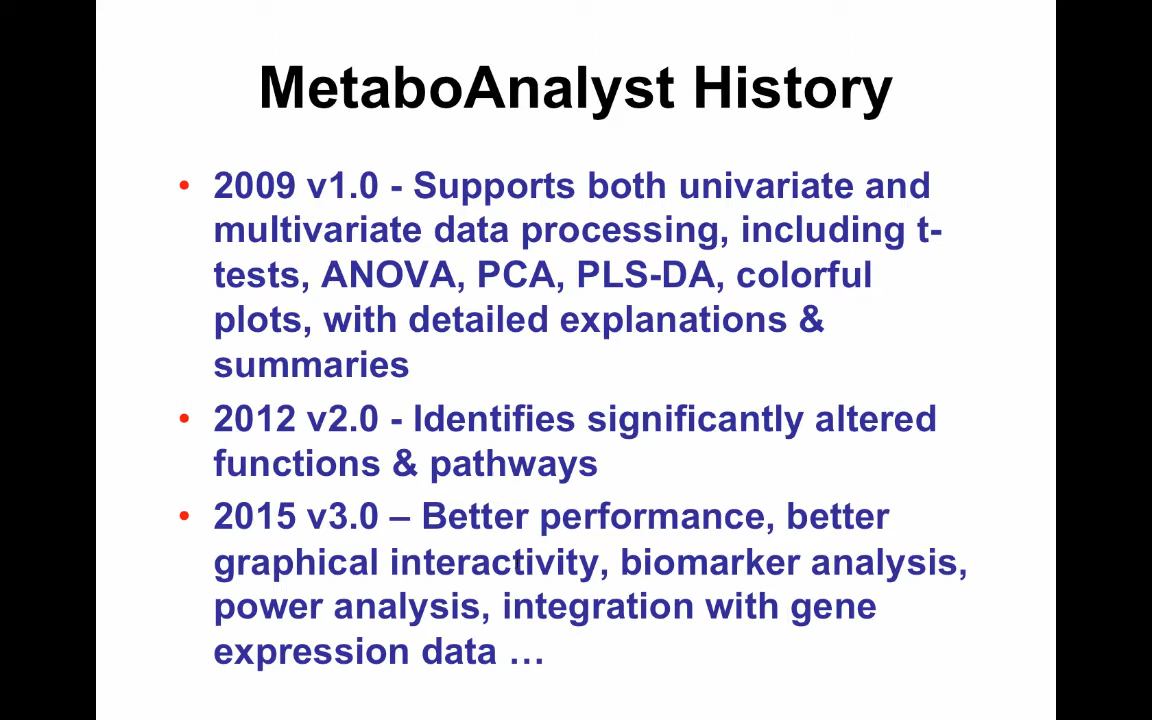 MetaboAnalyst History
• 2009 v1.0 - Supports both univariate and
multivariate data processing, including t-
tests, ANOVA, PCA, PLS-DA, colorful
plots, with detailed explanations &
summaries
• 2012 v2.0 - Identifies significantly altered
functions & pathways
• 2015 v3.0 – Better performance, better
graphical interactivity, biomarker analysis,
power analysis, integration with gene
expression data …